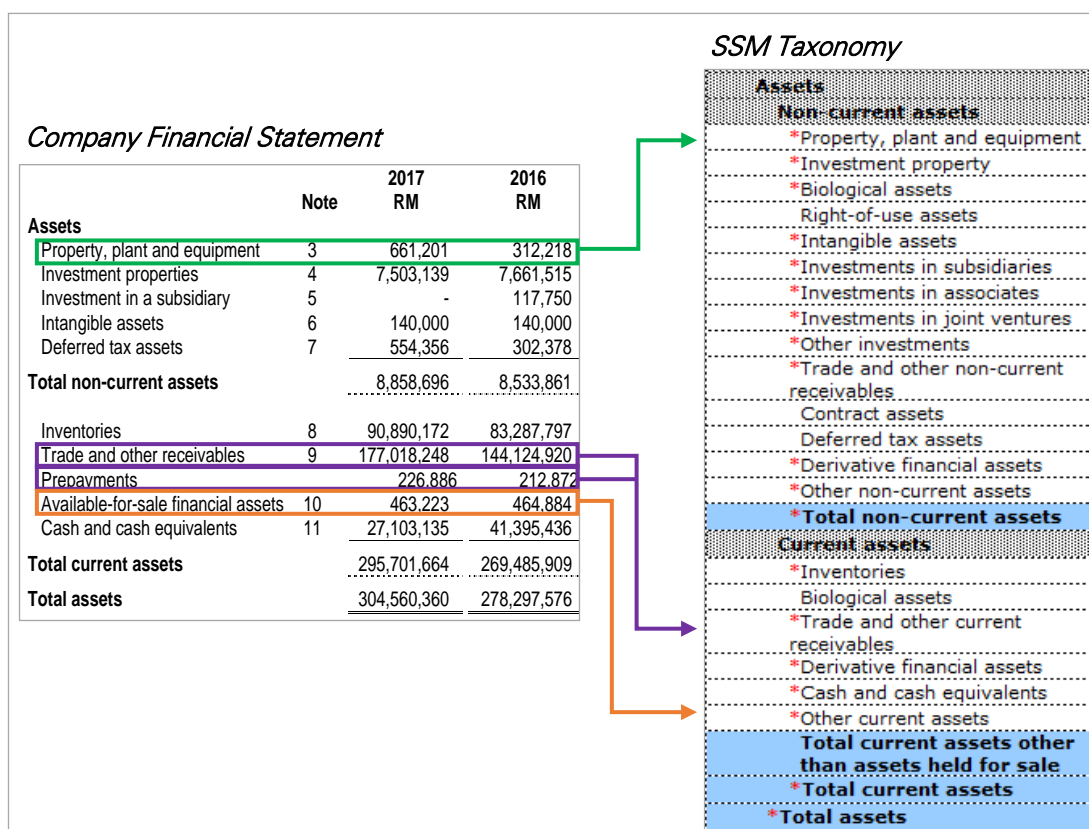 SSM Taxonomy
Company Financial Statement
2017 2016
Note RM RM
Assets
Property, plant and equipment 3 661,201 312,218
Investment properties 4 7,503,139 7,661,515
Investment in a subsidiary 5 - 117,750
Intangible assets 6 140,000 140,000
Deferred tax assets 7 554,356 302,378
Total non-current assets 8,858,696 8,533,861
Inventories 8 90,890,172 83,287,797
Trade and other receivables 9 177,018,248 144,124,920
Prepayments 226,886 212,872
Available-for-sale financial assets 10 463,223 464,884
Cash and cash equivalents 11 27,103,135 41,395,436
Total current assets 295,701,664 269,485,909
Total assets 304,560,360 278,297,576
Assets
Non-current assets
*Property, plant and equipment
*Investment property
*Biological assets
Right-of-use assets
*Intangible assets
*Investments in subsidiaries
*Investments in associates
*Investments in joint ventures
*Other investments
*Trade and other non-current
receivables
Contract assets
Deferred tax assets
*Derivative financial assets
*Other non-current assets
*Total non-current assets
Current assets
*Inventories
Biological assets
*Trade and other current
receivables
*Derivative financial assets
*Cash and cash equivalents
*Other current assets
Total current assets other
than assets held for sale
*Total current assets
*Total assets